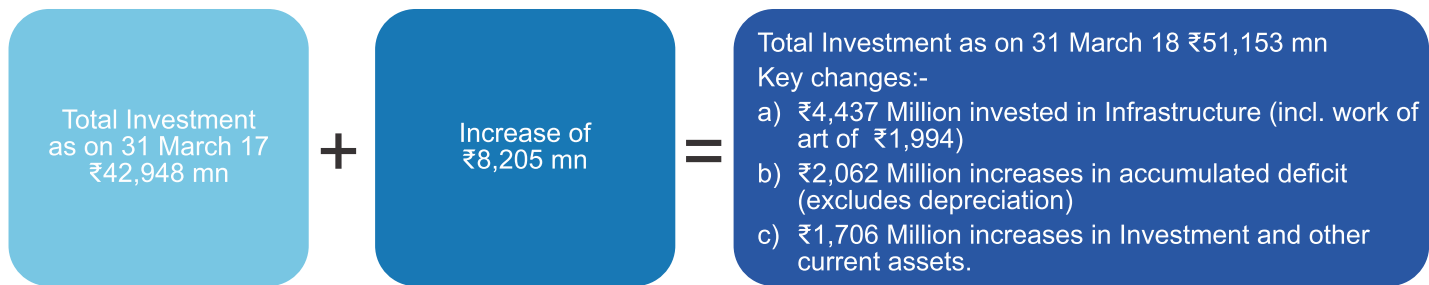 Total Investment
as on 31 March 17
₹42,948 mn
+
Increase of
₹8,205 mn
=
Total Investment as on 31 March 18 ₹51,153 mn
Key changes:-
a) ₹4,437 Million invested in Infrastructure (incl. work of
art of ₹1,994)
b) ₹2,062 Million increases in accumulated deficit
(excludes depreciation)
c) ₹1,706 Million increases in Investment and other
current assets.